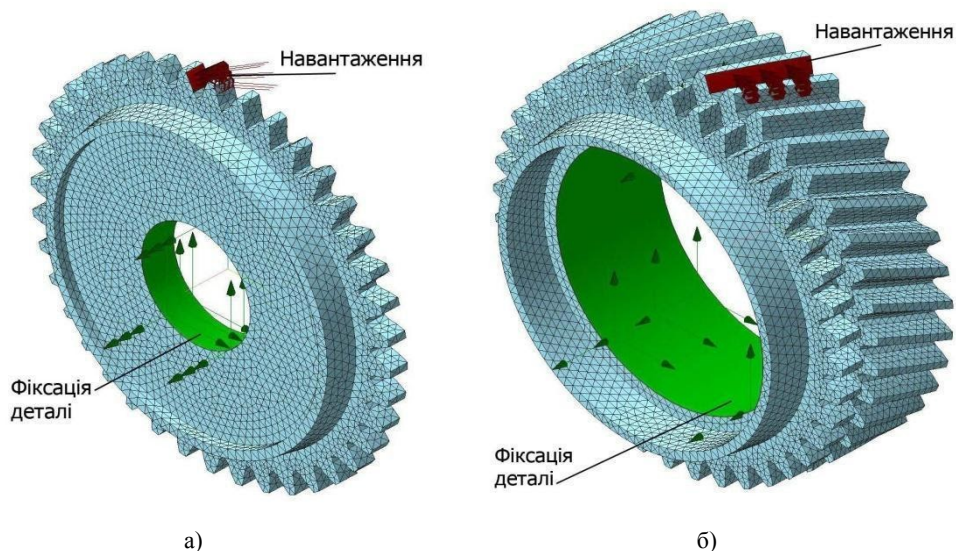 Навантаження
Фіксація
деталі
а)
Навантаження
Фіксація
деталі
б)